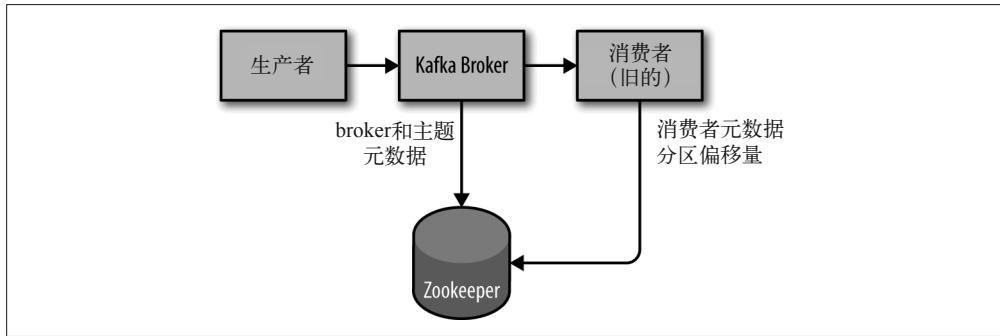 生产者
Kafka Broker
消费者
（旧的）
broker和主题
元数据
消费者元数据
分区偏移量
Zookeeper